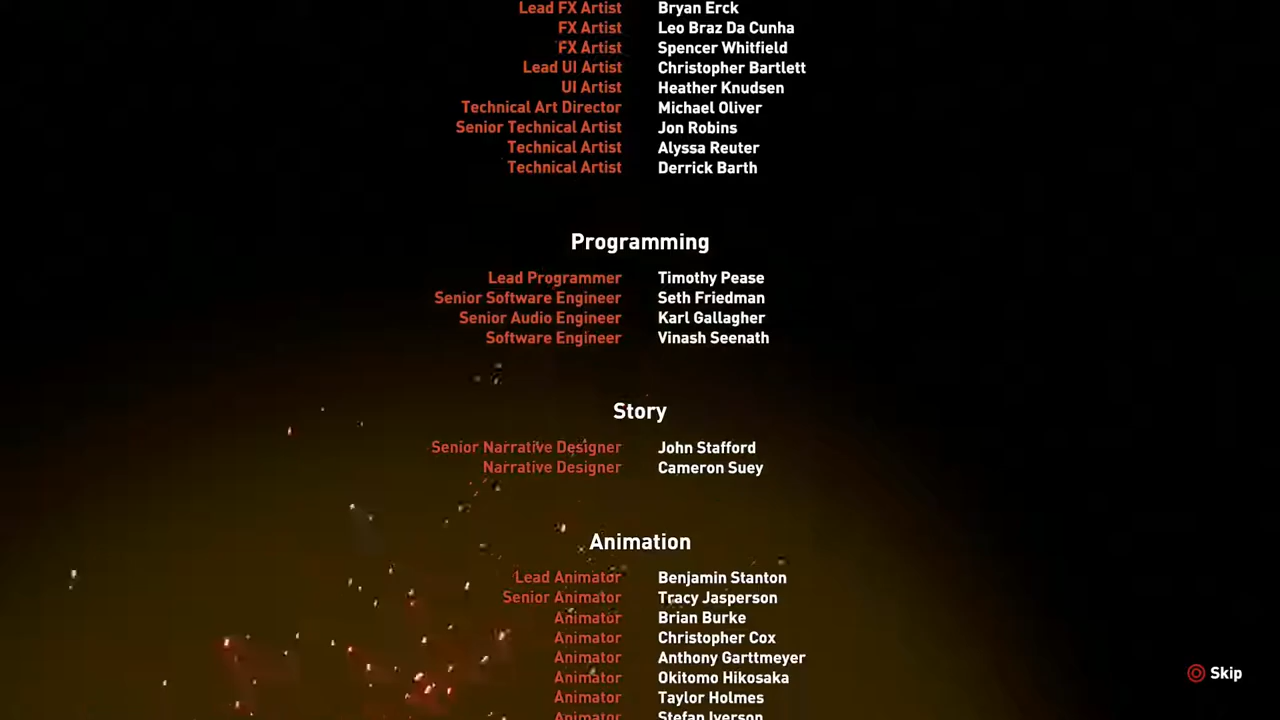 Lead FX Artist Bryan Erck
FX Artist Leo Braz Da Cunha
FX Artist Spencer Whitfield
Lead UI Artist Christopher Bartlett
UI Artist Heather Knudsen
Technical Art Director Michael Oliver
Senior Technical Artist Jon Robins
Technical Artist Alyssa Reuter
Technical Artist Derrick Barth
Programming
Lead Programmer Timothy Pease
Senior Software Engineer Seth Friedman
Senior Audio Engineer Karl Gallagher
Software Engineer Vinash Seenath
Story
Senior Narrative Designer John Stafford
Narrative Designer Cameron Suey
Animation
Lead Animator Benjamin Stanton
Senior Animator Tracy Jasperson
Animator Brian Burke
Animator Christopher Cox
Animator Anthony Garttmeyer
Animator Okitomo Hikosaka
Skip
Animator Taylor Holmes
Animator Stefan Iverson